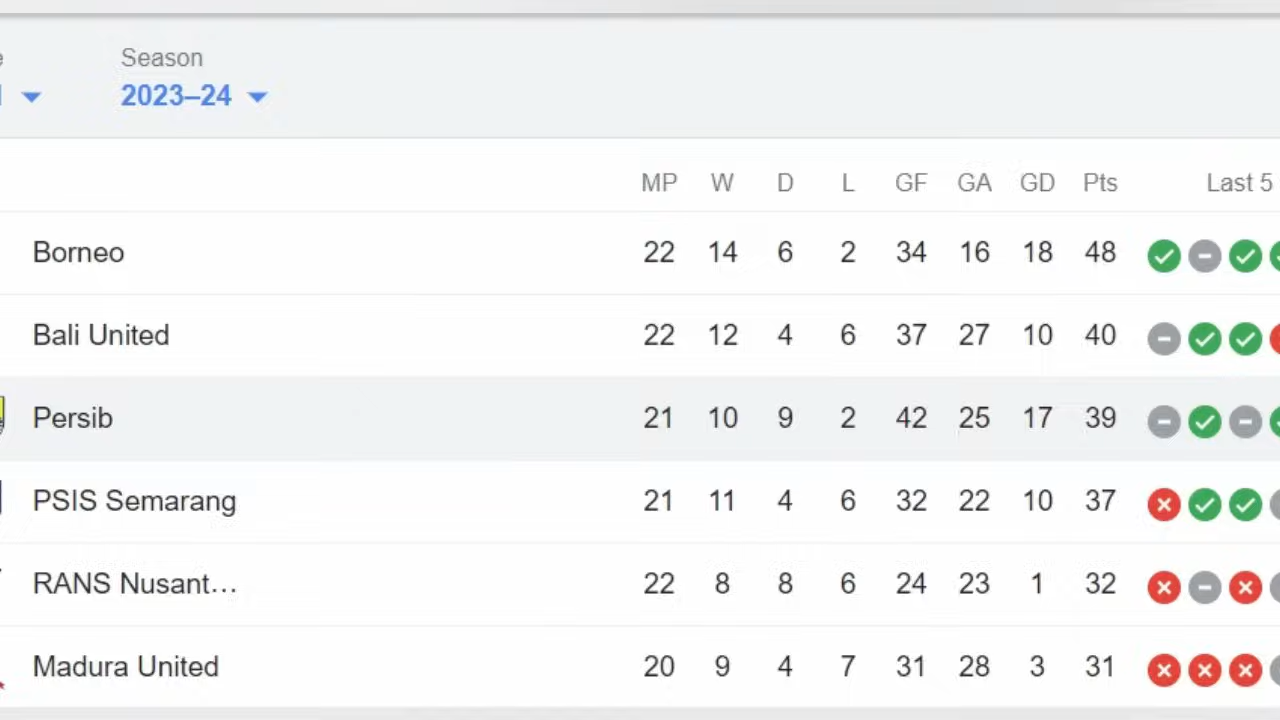 Season
2023–24
MP W D L GF GA GD Pts Last 5
Borneo 22 14 6 2 34 16 18 48
Bali United 22 12 4 6 37 27 10 40
Persib 21 10 9 2 42 25 17 39
PSIS Semarang 21 11 4 6 32 22 10 37
RANS Nusant... 22 8 8 6 24 23 1 32
Madura United 20 9 4 7 31 28 3 31